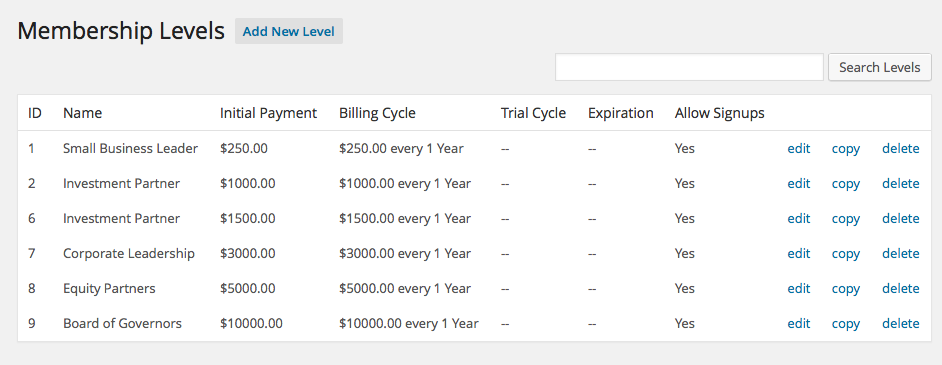 Membership Levels Add New Level
Search Levels
ID Name Initial Payment Billing Cycle Trial Cycle Expiration Allow Signups
1 Small Business Leader $250.00 $250.00 every 1 Year -- -- Yes edit copy delete
2 Investment Partner $1000.00 $1000.00 every 1 Year -- -- Yes edit copy delete
6 Investment Partner $1500.00 $1500.00 every 1 Year -- -- Yes edit copy delete
7 Corporate Leadership $3000.00 $3000.00 every 1 Year -- -- Yes edit copy delete
8 Equity Partners $5000.00 $5000.00 every 1 Year -- -- Yes edit copy delete
9 Board of Governors $10000.00 $10000.00 every 1 Year -- -- Yes edit copy delete